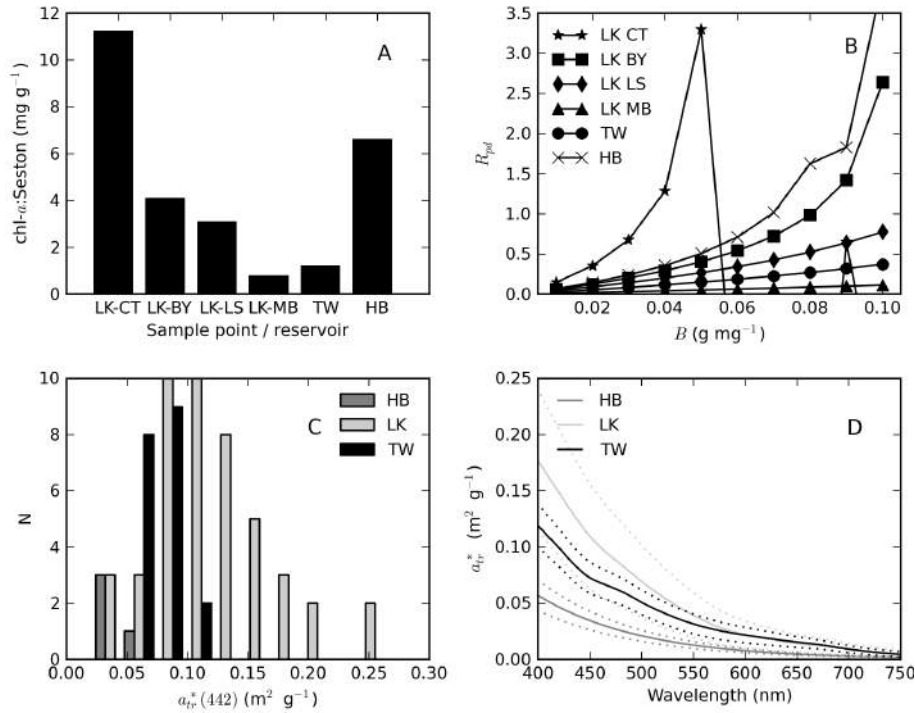 12
10
8
6
4
2
0
chl-a:Seston (mg g⁻¹)
A
LK-CT LK-BY LK-LS LK-MB TW HB
Sample point / reservoir
3.5
3.0
2.5
2.0
1.5
1.0
0.5
0.0
R_pd
LK CT
LK BY
LK LS
LK MB
TW
HB
B
0.02 0.04 0.06 0.08 0.10
B (g mg⁻¹)
10
8
6
4
2
0
N
HB
LK
TW
C
0.00 0.05 0.10 0.15 0.20 0.25 0.30
a*_tr(442) (m² g⁻¹)
0.25
0.20
0.15
0.10
0.05
0.00
a*_tr (m² g⁻¹)
HB
LK
TW
D
400 450 500 550 600 650 700 750
Wavelength (nm)